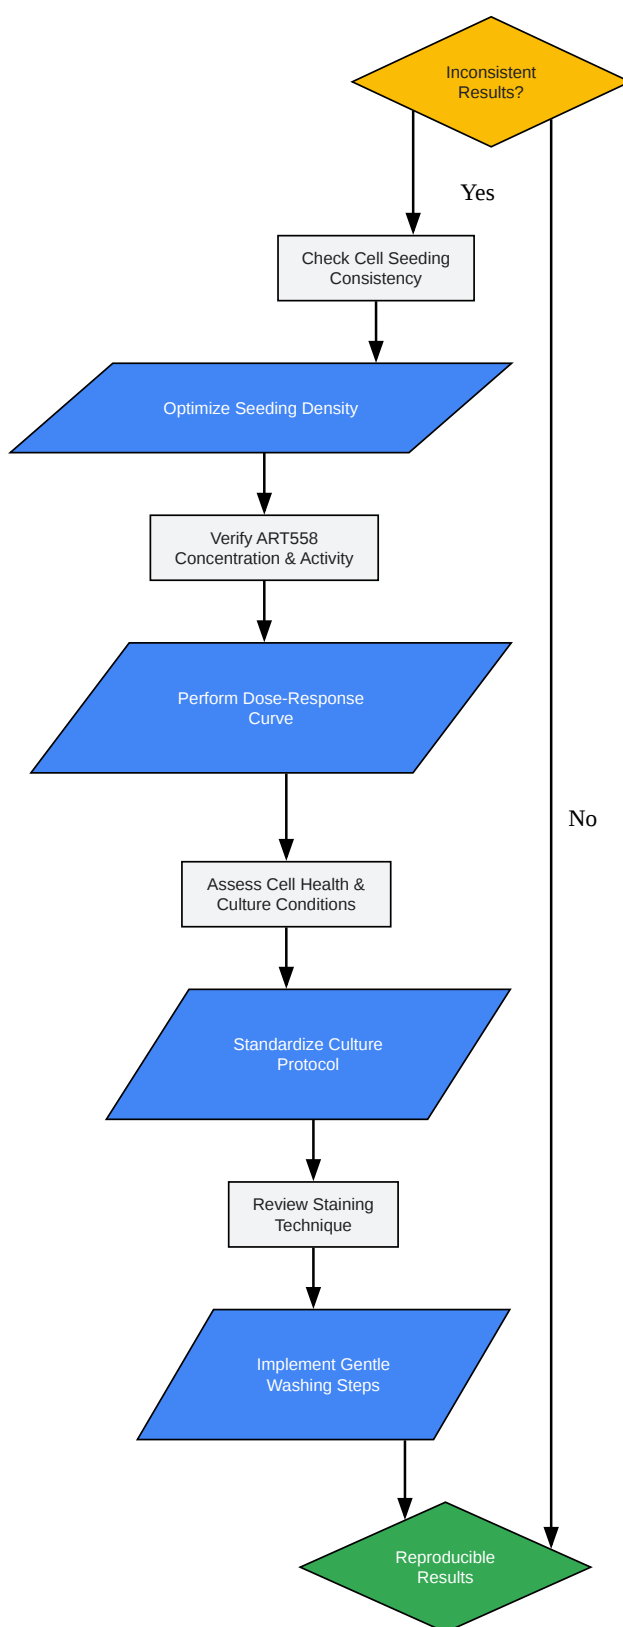 Inconsistent
Results?
Yes
Check Cell Seeding
Consistency
Optimize Seeding Density
Verify ART558
Concentration & Activity
Perform Dose-Response
Curve
No
Assess Cell Health &
Culture Conditions
Standardize Culture
Protocol
Review Staining
Technique
Implement Gentle
Washing Steps
Reproducible
Results